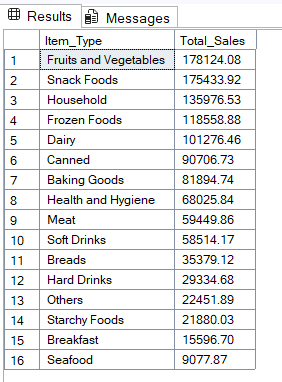 Results Messages
Item_Type Total_Sales
1 Fruits and Vegetables 178124.08
2 Snack Foods 175433.92
3 Household 135976.53
4 Frozen Foods 118558.88
5 Dairy 101276.46
6 Canned 90706.73
7 Baking Goods 81894.74
8 Health and Hygiene 68025.84
9 Meat 59449.86
10 Soft Drinks 58514.17
11 Breads 35379.12
12 Hard Drinks 29334.68
13 Others 22451.89
14 Starchy Foods 21880.03
15 Breakfast 15596.70
16 Seafood 9077.87